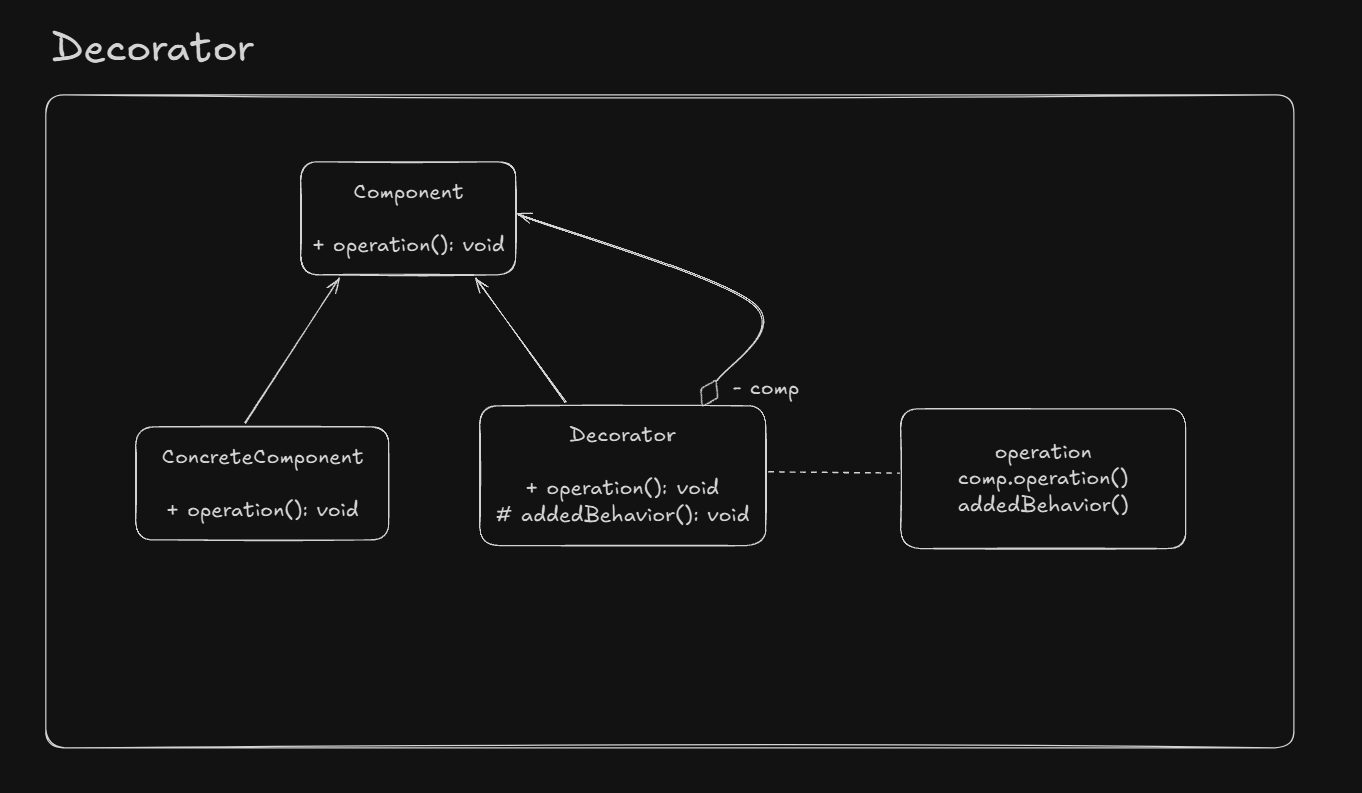 Decorator
Component
+ operation(): void
- comp
ConcreteComponent
+ operation(): void
Decorator
+ operation(): void
# addedBehavior(): void
operation
comp.operation()
addedBehavior()